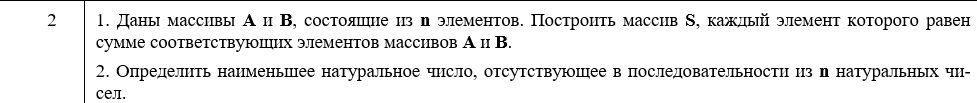 2
1. Даны массивы A и B, состоящие из n элементов. Построить массив S, каждый элемент которого равен
сумме соответствующих элементов массивов A и B.
2. Определить наименьшее натуральное число, отсутствующее в последовательности из n натуральных чи-
сел.